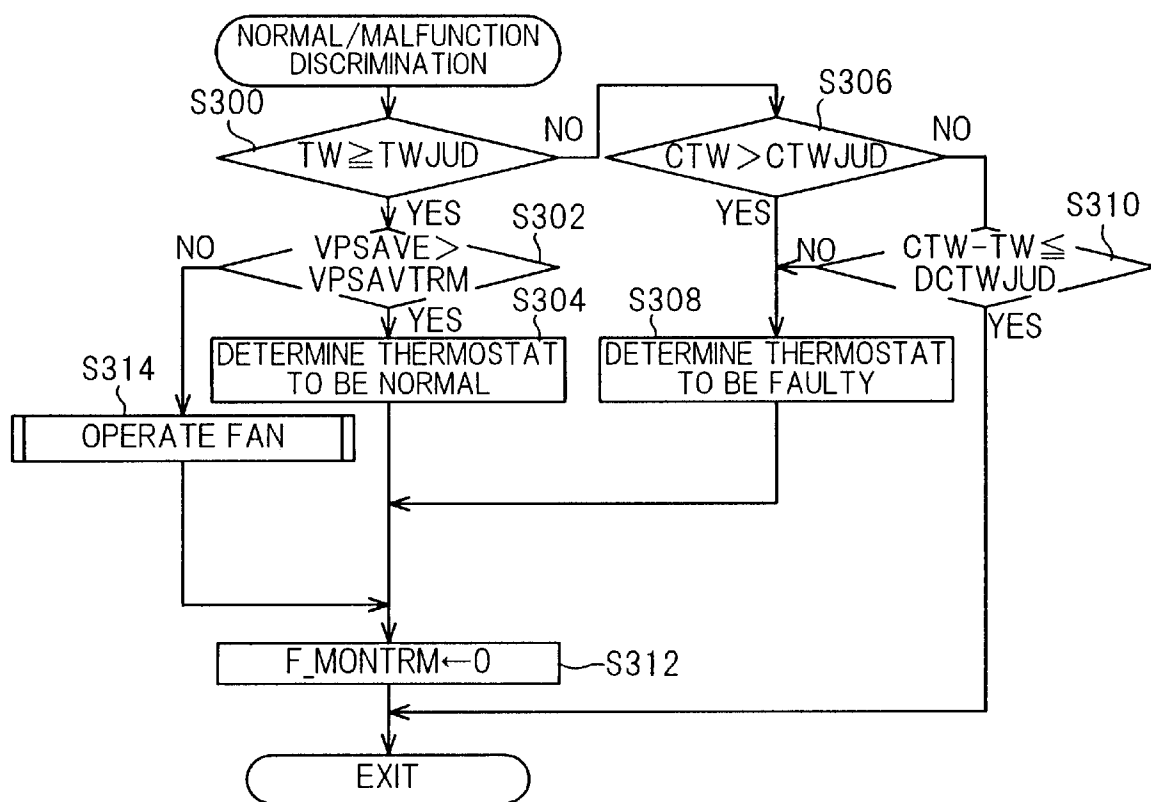 NORMAL/MALFUNCTION
DISCRIMINATION
S300
TW≧TWJUD
NO
YES
S306
CTW>CTWJUD
NO
YES
S302
VPSAVE>
VPSAVTRM
NO
YES
S310
CTW-TW≦
DCTWJUD
NO
YES
S304
DETERMINE THERMOSTAT
TO BE NORMAL
S308
DETERMINE THERMOSTAT
TO BE FAULTY
S314
OPERATE FAN
F_MONTRM←0
S312
EXIT